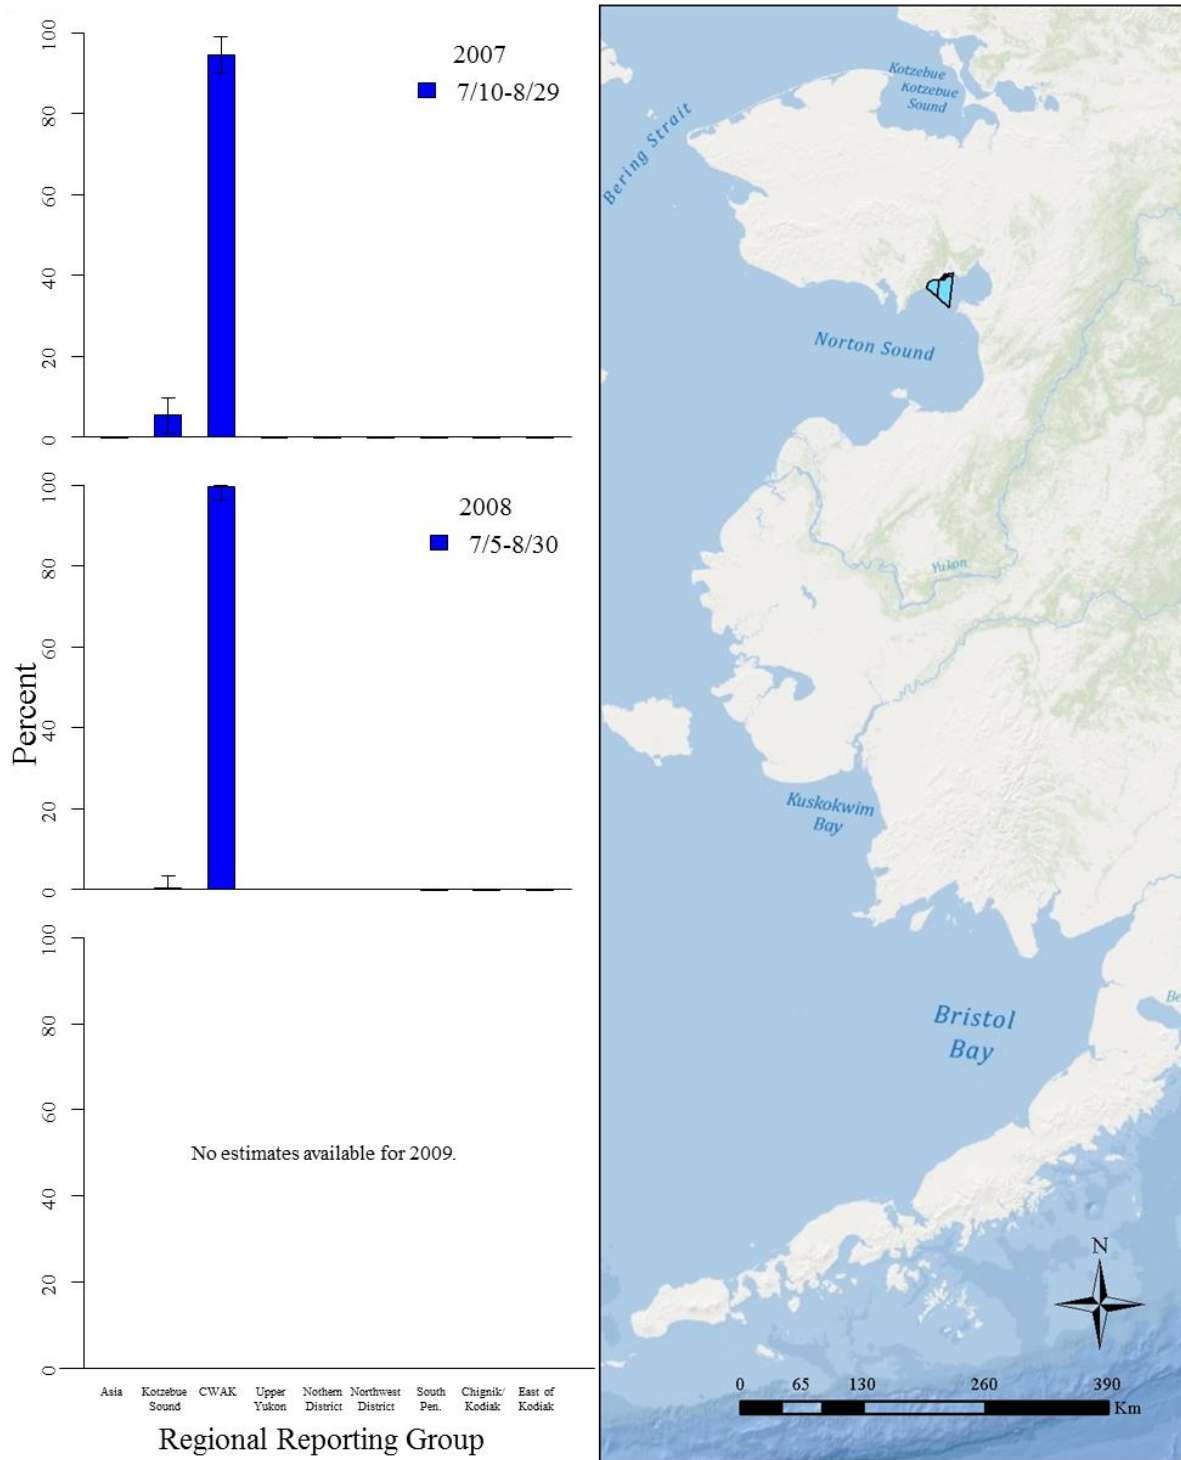 100
80
60
40
20
0
2007
7/10-8/29
100
80
60
40
20
0
2008
7/5-8/30
Percent
100
80
60
40
20
0
No estimates available for 2009.
Asia
Kotzebue
Sound
CWAK
Upper
Yukon
Nothern
District
Northwest
District
South
Pen.
Chignik/
Kodiak
East of
Kodiak
Regional Reporting Group
Kotzebue
Kotzebue
Sound
Bering Strait
Norton Sound
Yukon
Kuskokwim
Bay
Bristol
Bay
Be
N
0 65 130 260 390
Km